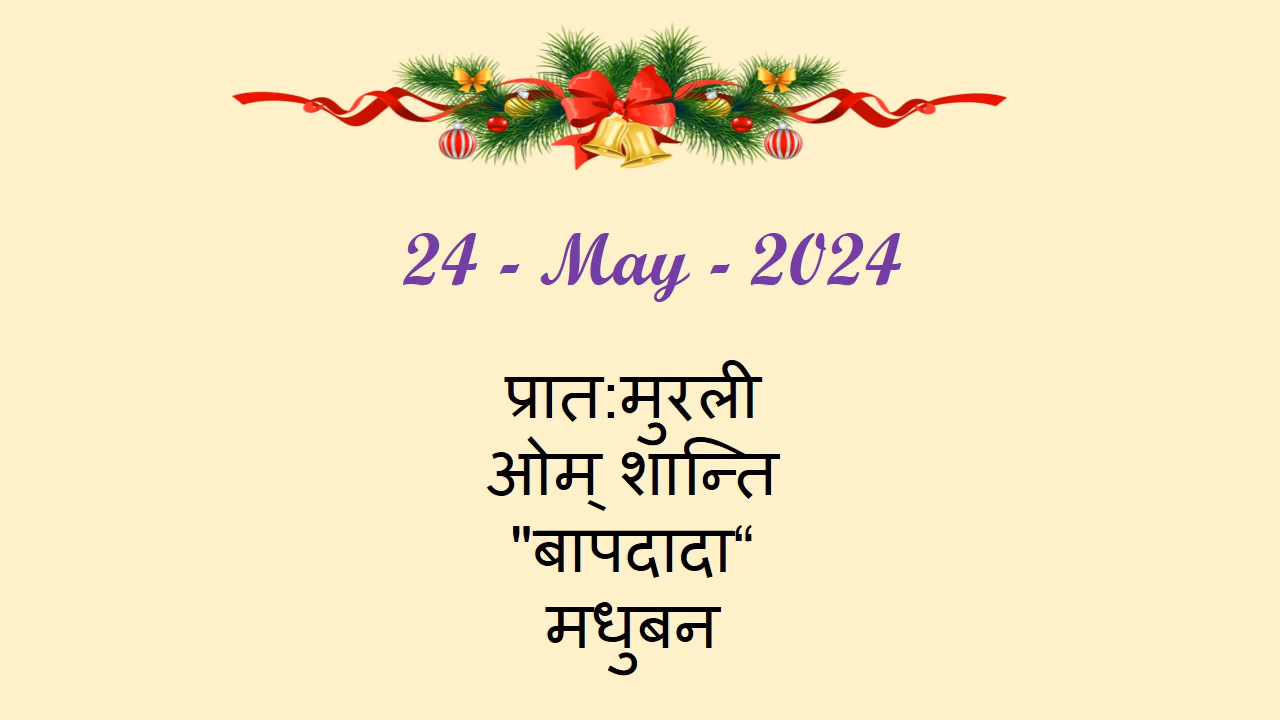 24 - May - 2024
प्रात:मुरली
ओम् शान्ति
"बापदादा“
मधुबन